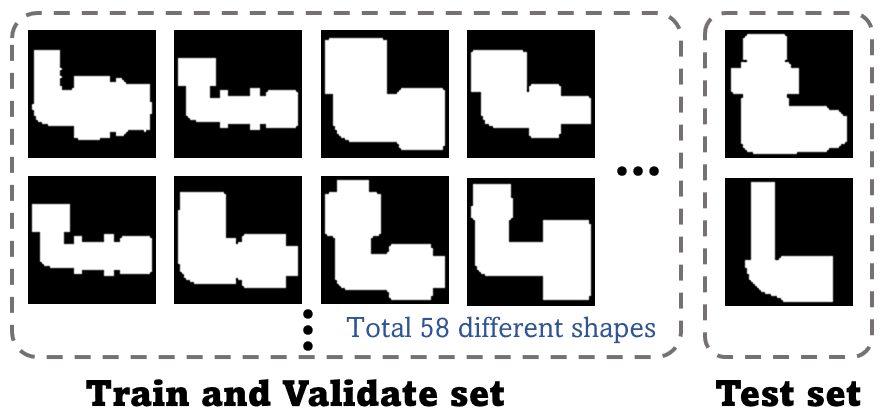 Total 58 different shapes
Train and Validate set
Test set